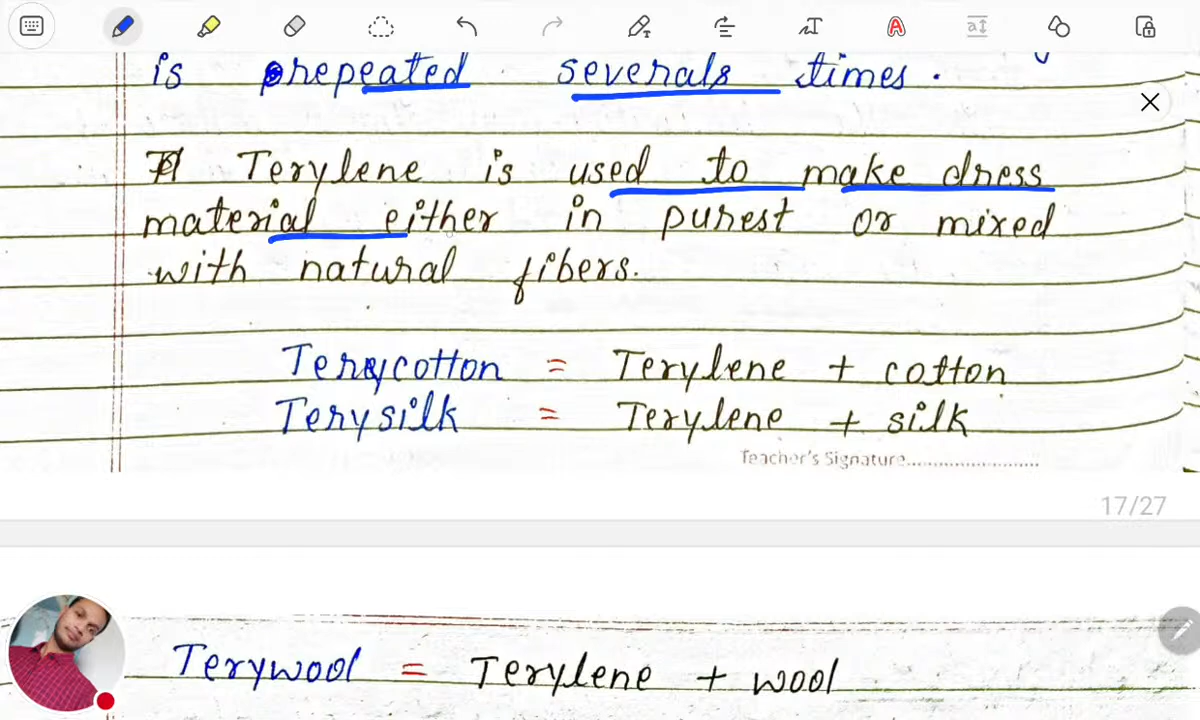 is repeated severals times.
Terylene is used to make dress
material either in purest or mixed
with natural fibers.
Terycotton = Terylene + cotton
Terysilk = Terylene + silk
Teacher's Signature..........................
17/27
Terywool = Terylene + wool